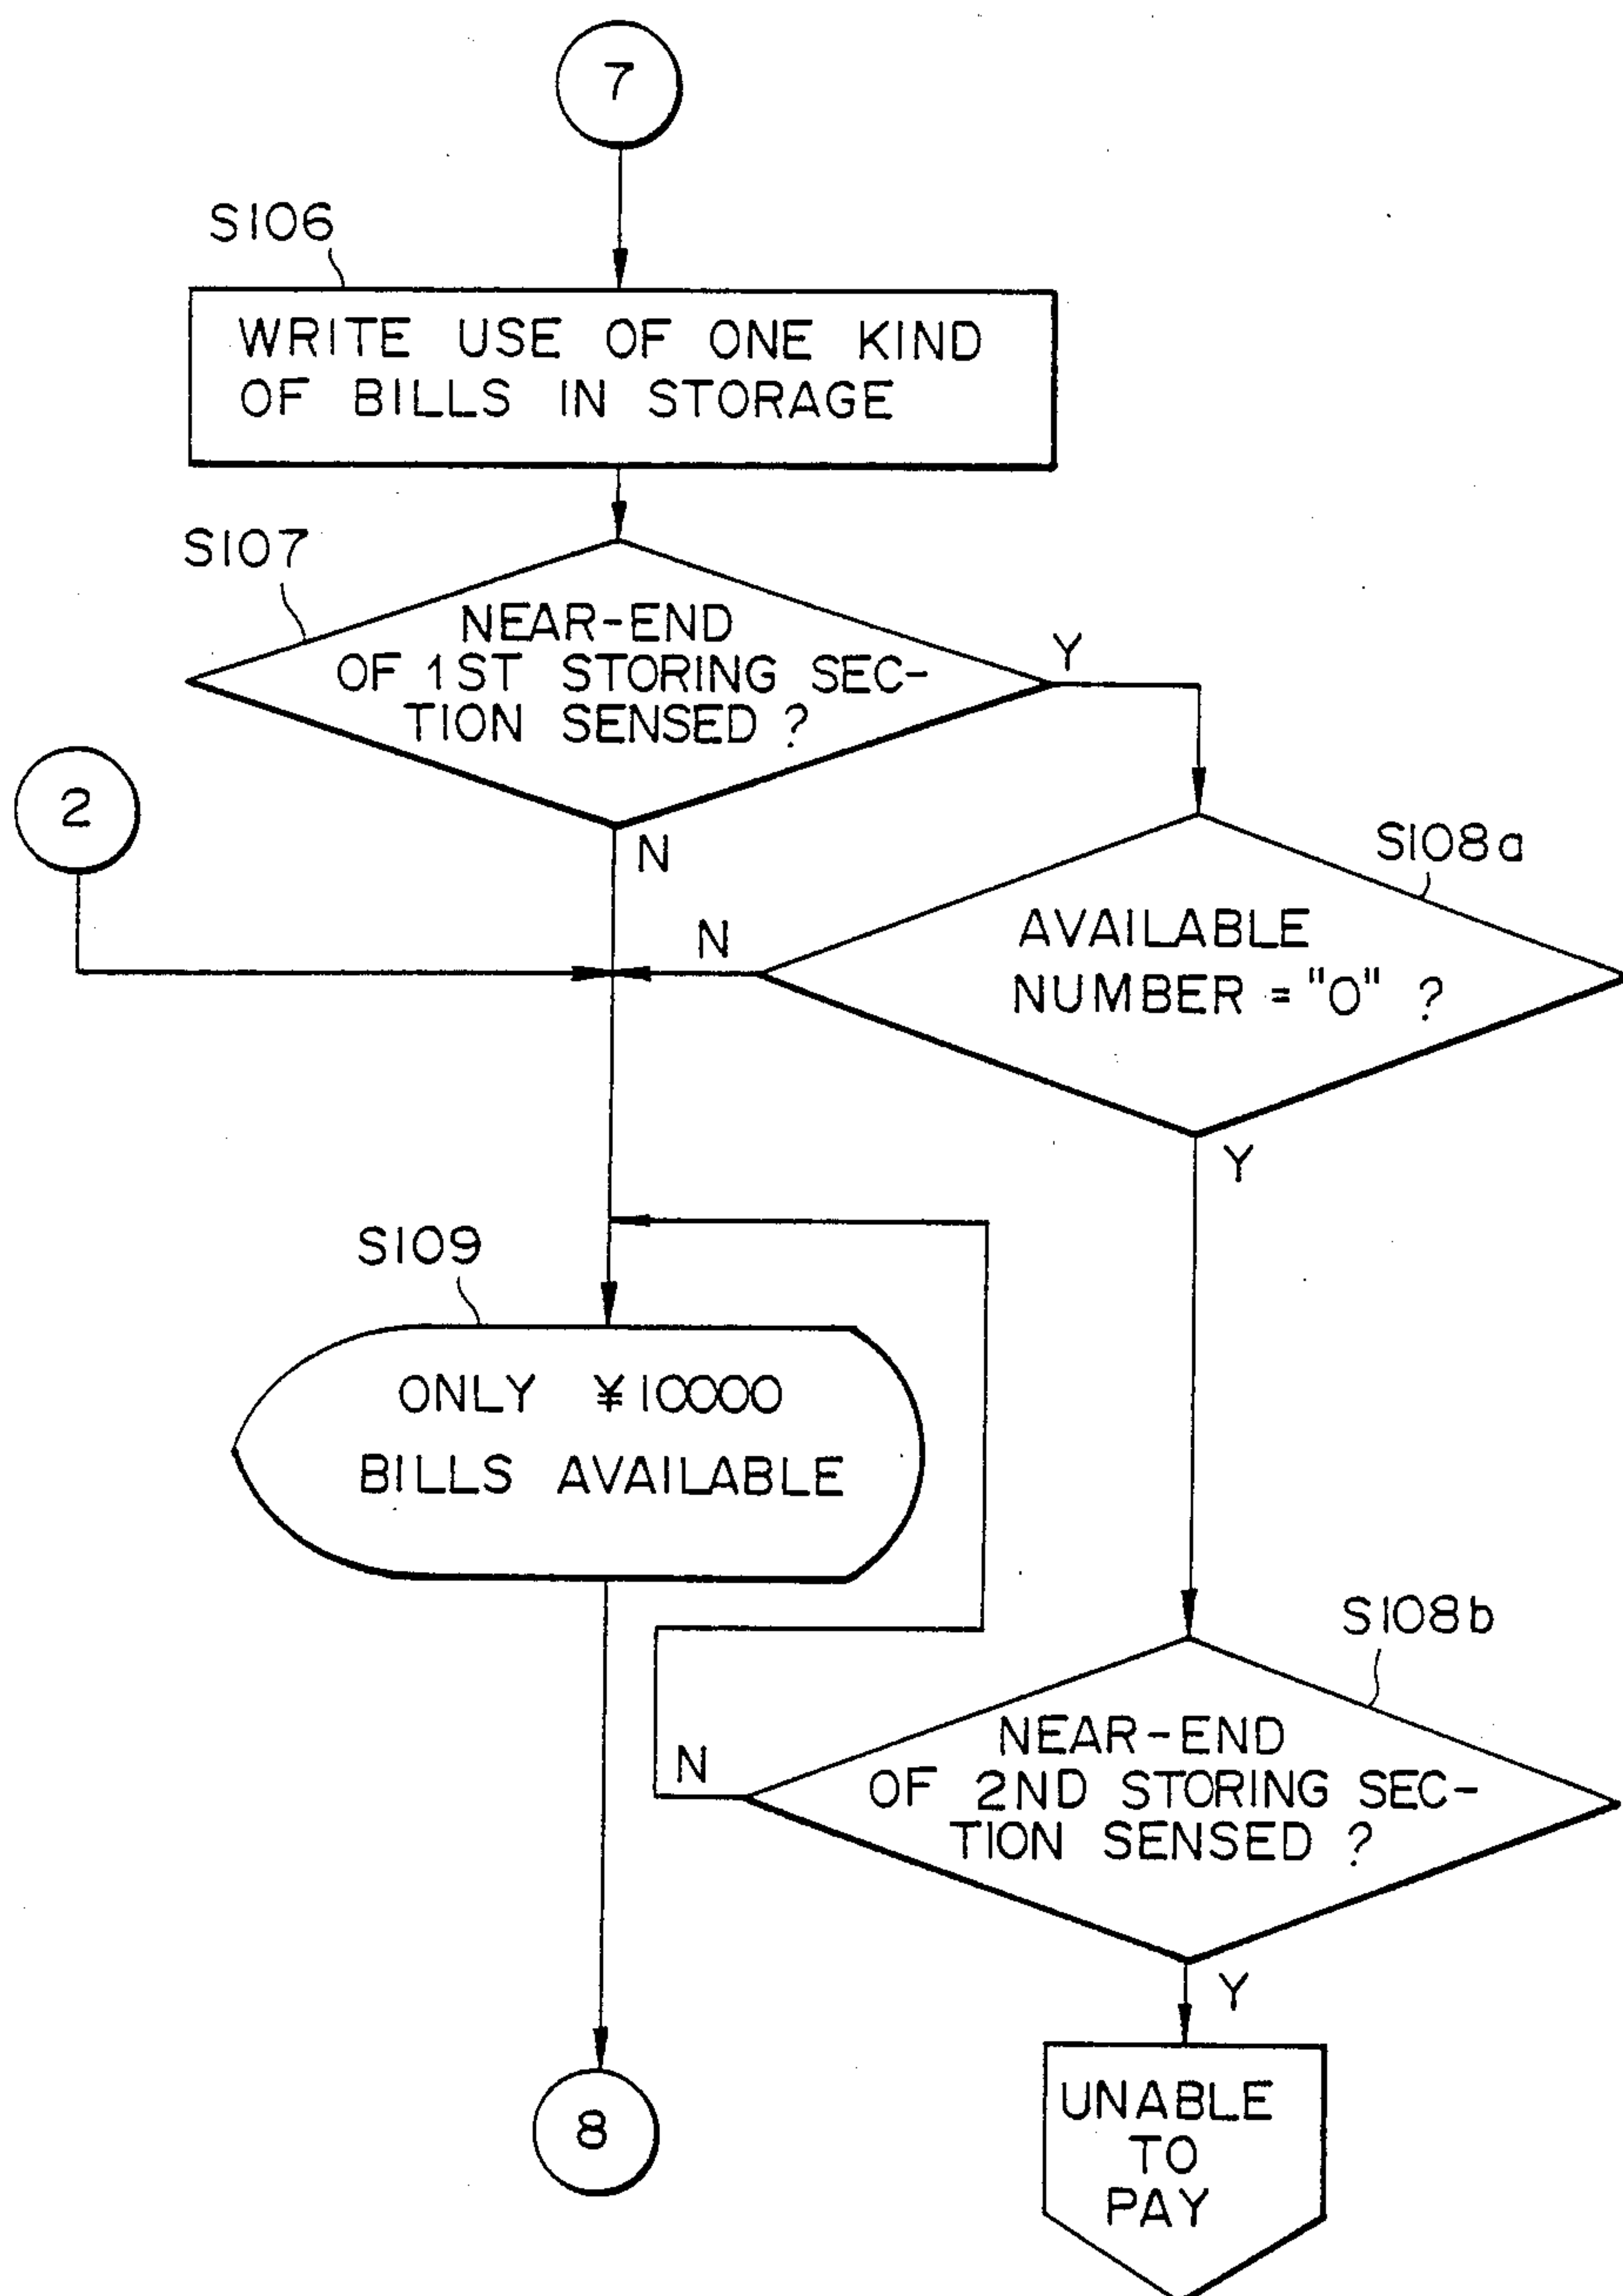 7
S106
WRITE USE OF ONE KIND
OF BILLS IN STORAGE
S107
NEAR-END
OF 1ST STORING SEC-
TION SENSED ?
Y
N
2
S108a
AVAILABLE
NUMBER = "0" ?
N
Y
S109
ONLY ¥10000
BILLS AVAILABLE
S108b
NEAR-END
OF 2ND STORING SEC-
TION SENSED ?
N
Y
8
UNABLE
TO
PAY